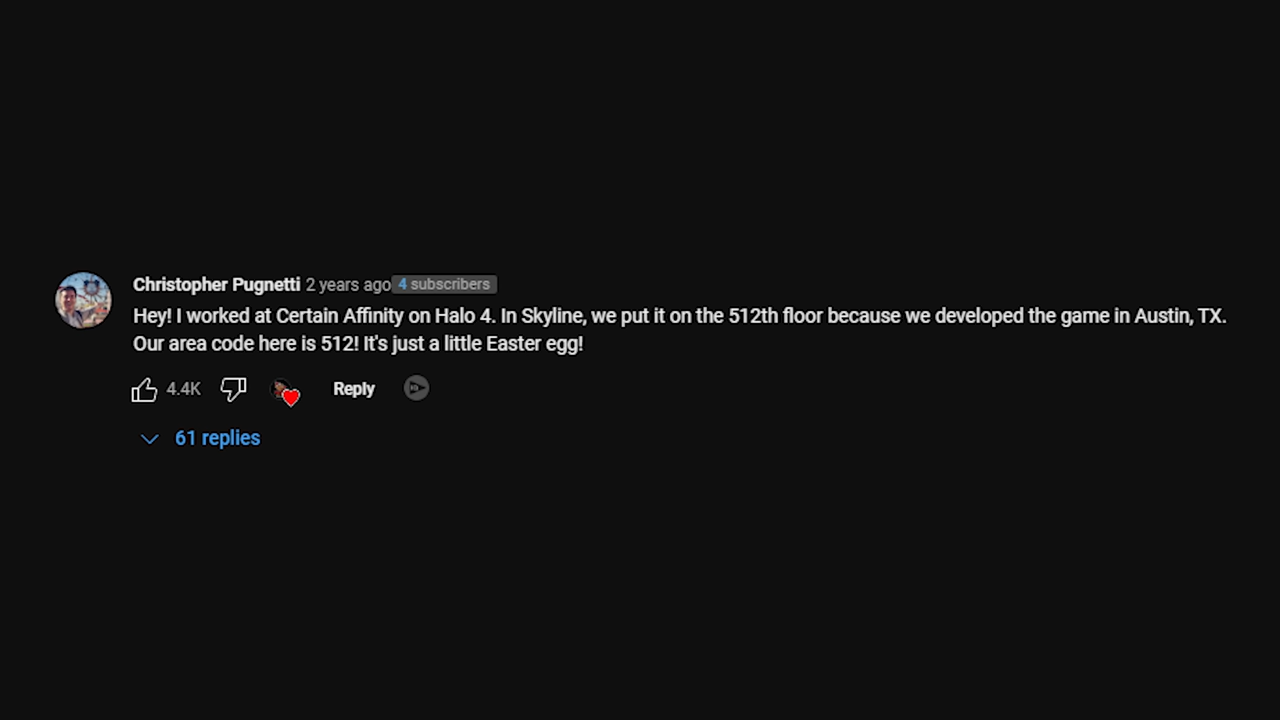 Christopher Pugnetti 2 years ago 4 subscribers
Hey! I worked at Certain Affinity on Halo 4. In Skyline, we put it on the 512th floor because we developed the game in Austin, TX.
Our area code here is 512! It's just a little Easter egg!
4.4K Reply
61 replies